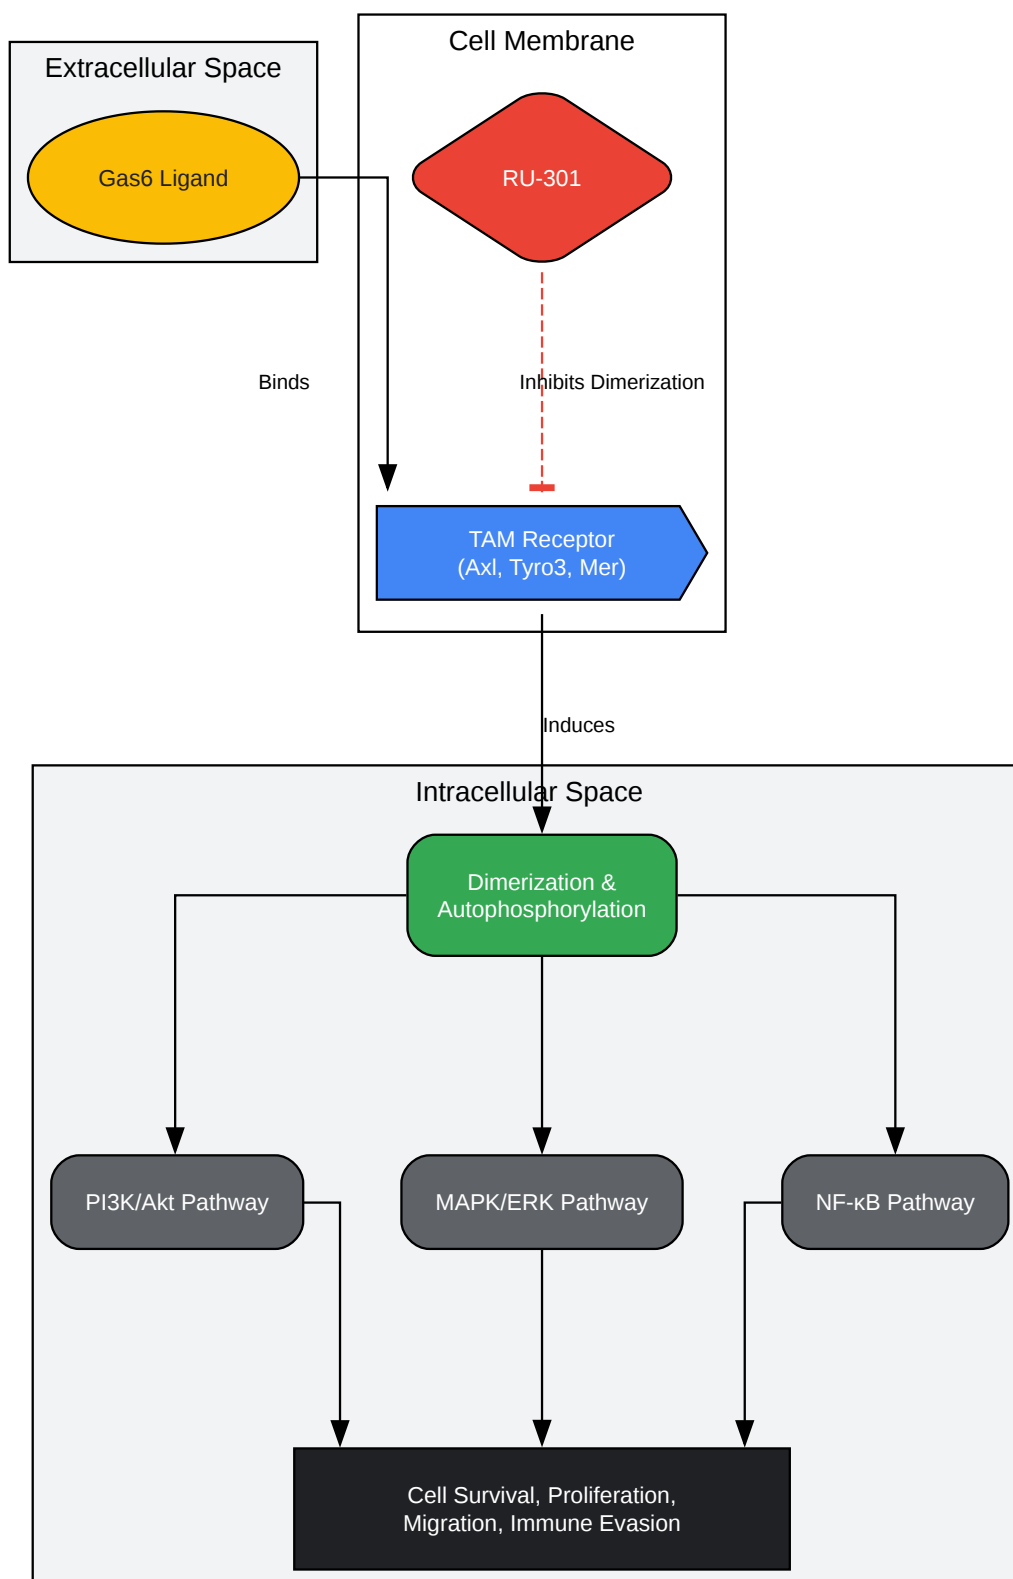 Cell Membrane
Extracellular Space
Gas6 Ligand
RU-301
Binds
Inhibits Dimerization
TAM Receptor
(Axl, Tyro3, Mer)
Induces
Intracellular Space
Dimerization &
Autophosphorylation
PI3K/Akt Pathway
MAPK/ERK Pathway
NF-κB Pathway
Cell Survival, Proliferation,
Migration, Immune Evasion